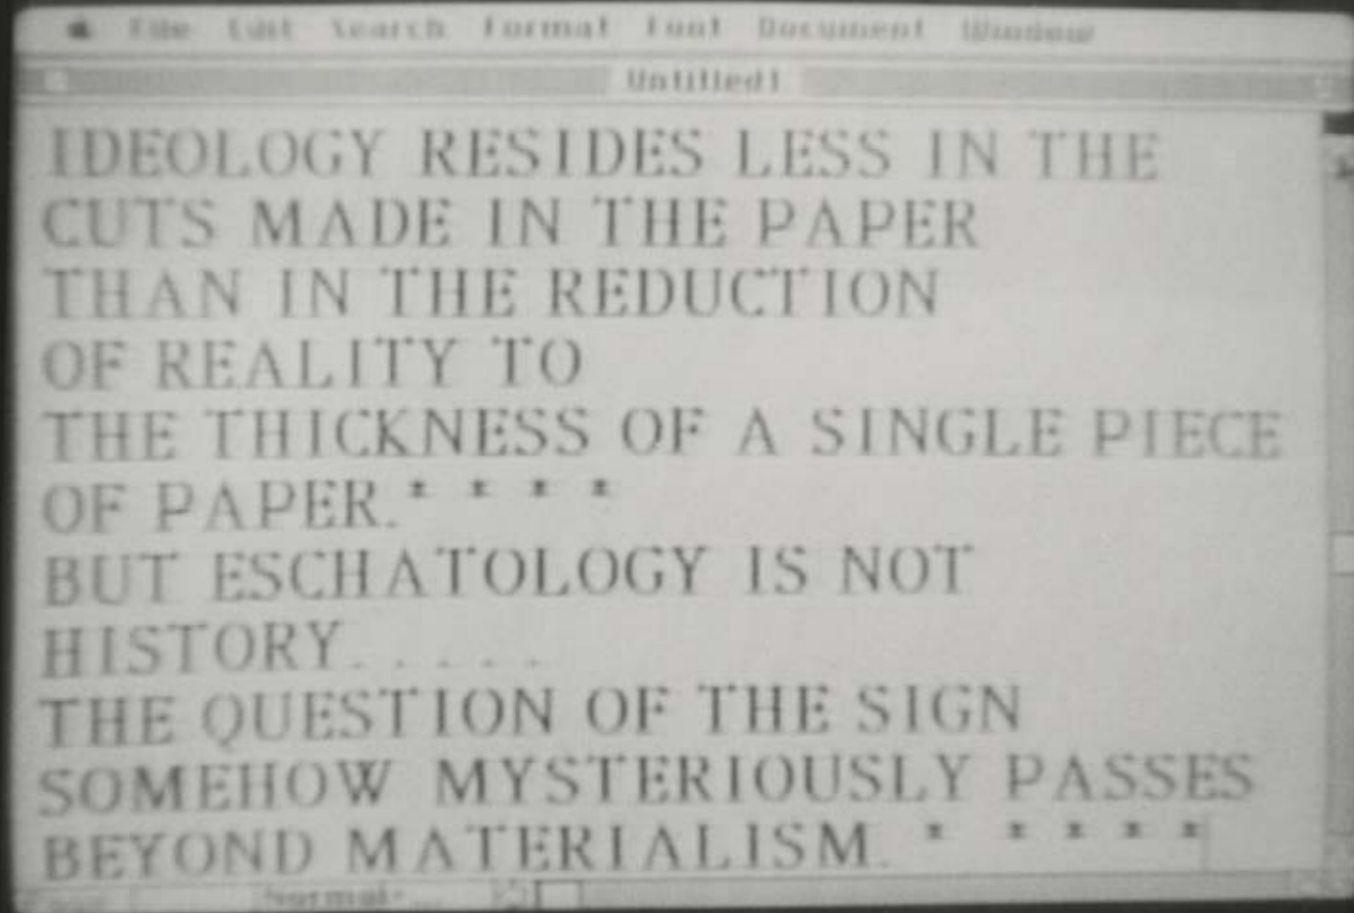 File Edit Search Format Font Document Window
Untitled1
IDEOLOGY RESIDES LESS IN THE
CUTS MADE IN THE PAPER
THAN IN THE REDUCTION
OF REALITY TO
THE THICKNESS OF A SINGLE PIECE
OF PAPER.* * * *
BUT ESCHATOLOGY IS NOT
HISTORY. . . . . .
THE QUESTION OF THE SIGN
SOMEHOW MYSTERIOUSLY PASSES
BEYOND MATERIALISM. * * * * *
Normal